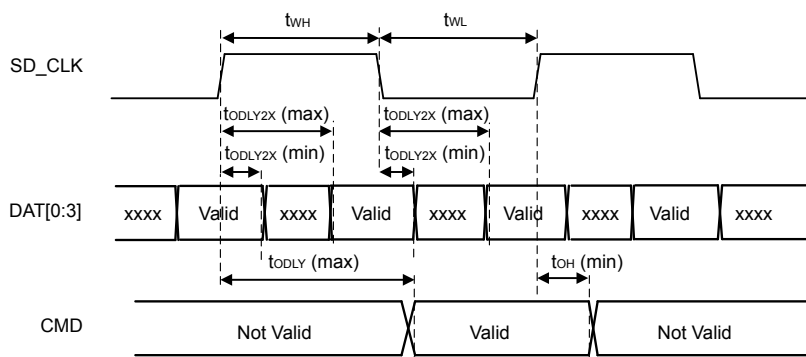 tWH tWL
SD_CLK
tODLY2X (max) tODLY2X (max)
tODLY2X (min) tODLY2X (min)
DAT[0:3] xxxx Valid xxxx Valid xxxx Valid xxxx Valid xxxx
tODLY (max) tOH (min)
CMD Not Valid Valid Not Valid